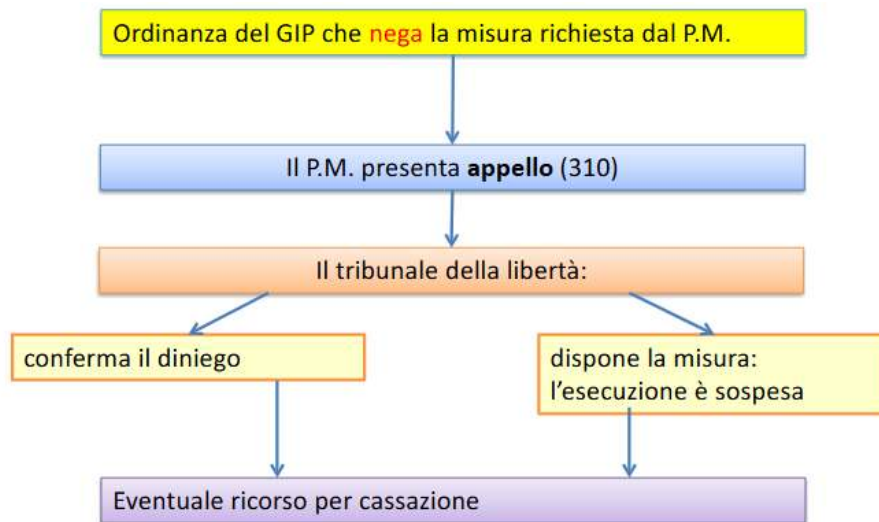 Ordinanza del GIP che nega la misura richiesta dal P.M.
Il P.M. presenta appello (310)
Il tribunale della libertà:
conferma il diniego
dispone la misura:
l’esecuzione è sospesa
Eventuale ricorso per cassazione